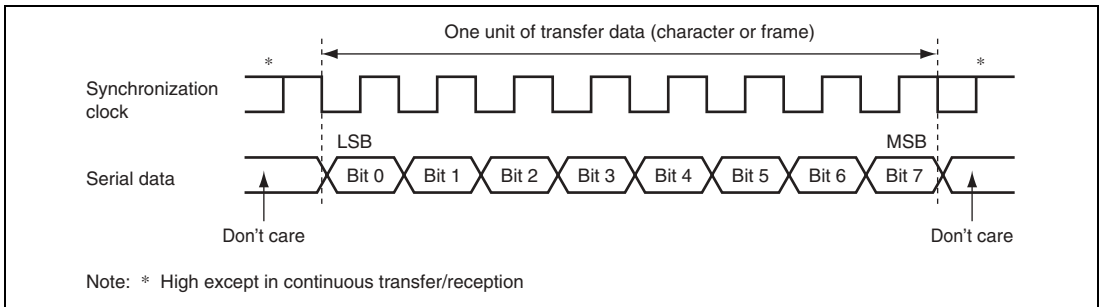 One unit of transfer data (character or frame)
* *
Synchronization
clock
LSB MSB
Serial data Bit 0 Bit 1 Bit 2 Bit 3 Bit 4 Bit 5 Bit 6 Bit 7
Don't care Don't care
Note: * High except in continuous transfer/reception